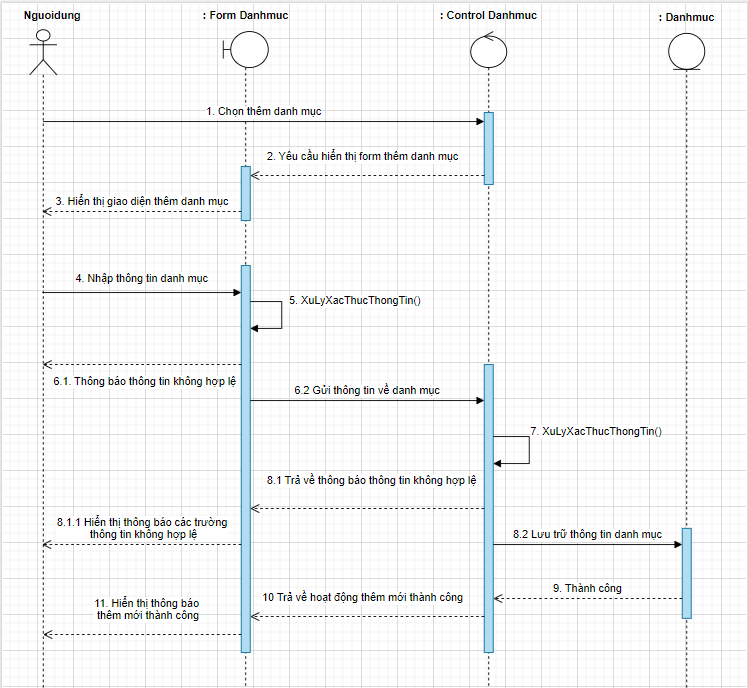 Nguoidung
: Form Danhmuc
: Control Danhmuc
: Danhmuc
1. Chọn thêm danh mục
2. Yêu cầu hiển thị form thêm danh mục
3. Hiển thị giao diện thêm danh mục
4. Nhập thông tin danh mục
5. XuLyXacThucThongTin()
6.1. Thông báo thông tin không hợp lệ
6.2 Gửi thông tin về danh mục
7. XuLyXacThucThongTin()
8.1 Trả về thông báo thông tin không hợp lệ
8.1.1 Hiển thị thông báo các trường
thông tin không hợp lệ
8.2 Lưu trữ thông tin danh mục
9. Thành công
10 Trả về hoạt động thêm mới thành công
11. Hiển thị thông báo
thêm mới thành công